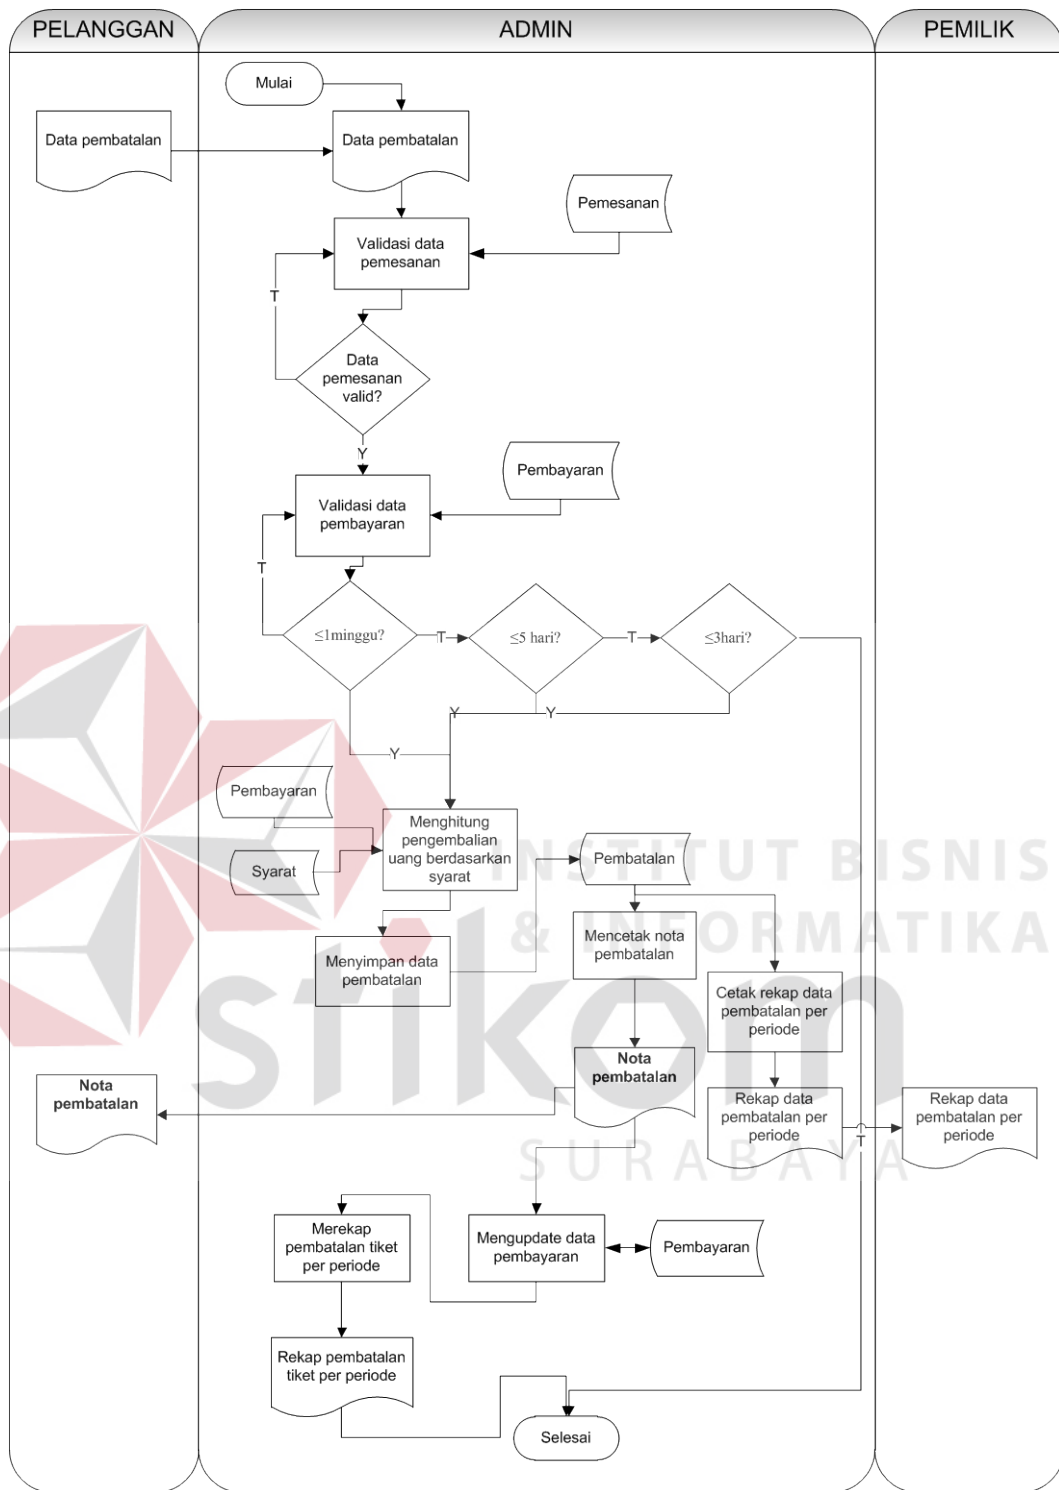 PELANGGAN
ADMIN
PEMILIK
Mulai
Data pembatalan
Data pembatalan
Pemesanan
Validasi data
pemesanan
T
Data
pemesanan
valid?
Y
Pembayaran
Validasi data
pembayaran
T
≤1minggu?
T
≤5 hari?
T
≤3hari?
Y
Y
Y
Pembayaran
Menghitung
pengembalian
uang berdasarkan
syarat
Syarat
Pembatalan
INSTITUT BISNIS
& INFORMATIKA
stikom
SURABAYA
Menyimpan data
pembatalan
Mencetak nota
pembatalan
Cetak rekap data
pembatalan per
periode
Nota
pembatalan
Nota
pembatalan
Rekap data
pembatalan per
periode
Rekap data
pembatalan per
periode
T
Merekap
pembatalan tiket
per periode
Mengupdate data
pembayaran
Pembayaran
Rekap pembatalan
tiket per periode
Selesai